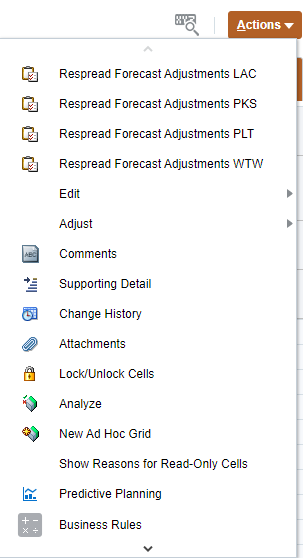 Actions
Respread Forecast Adjustments LAC
Respread Forecast Adjustments PKS
Respread Forecast Adjustments PLT
Respread Forecast Adjustments WTW
Edit
Adjust
ABC Comments
Supporting Detail
Change History
Attachments
Lock/Unlock Cells
Analyze
New Ad Hoc Grid
Show Reasons for Read-Only Cells
Predictive Planning
Business Rules